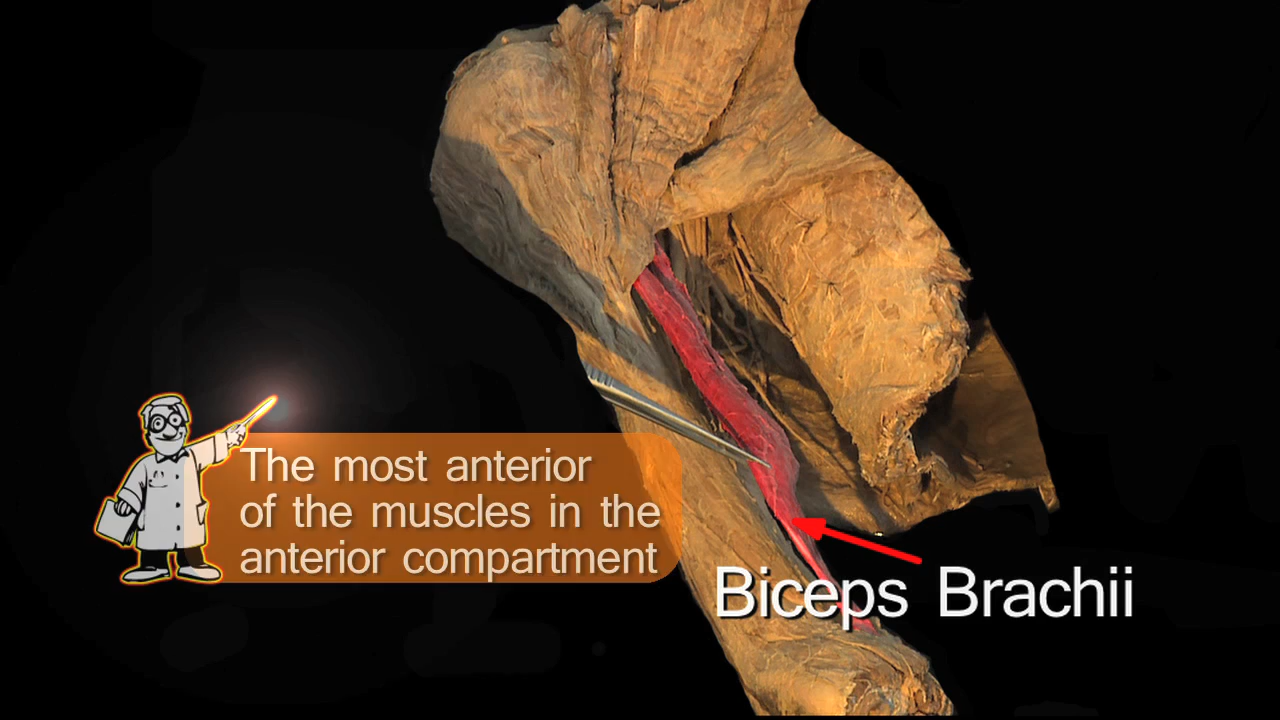 The most anterior
of the muscles in the
anterior compartment
Biceps Brachii